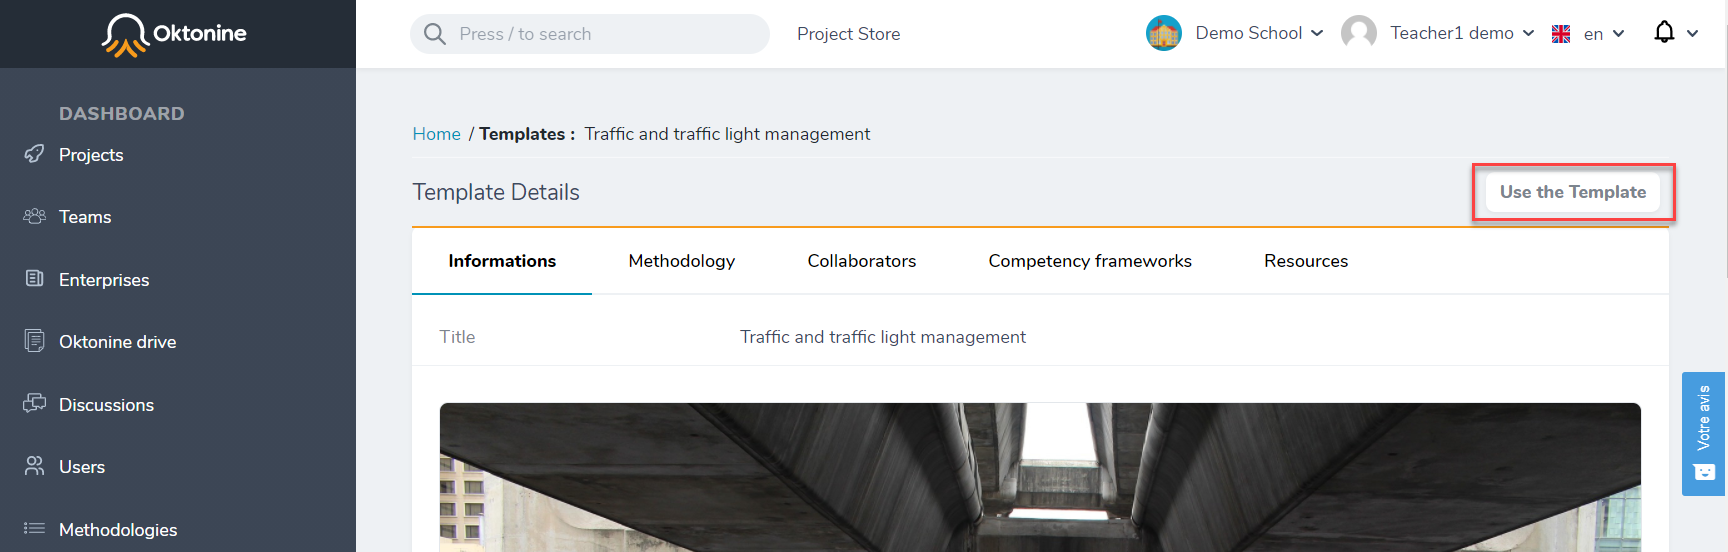 Oktonine
Press / to search
Project Store
Demo School
Teacher1 demo
en
DASHBOARD
Projects
Teams
Enterprises
Oktonine drive
Discussions
Users
Methodologies
Home / Templates : Traffic and traffic light management
Template Details
Use the Template
Informations
Methodology
Collaborators
Competency frameworks
Resources
Title
Traffic and traffic light management
Votre avis